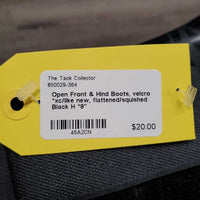 The Tack Collector
850029-364
Open Front & Hind Boots, velcro
*xc/like new, flattened/squished
Black H *9"
45A2CN
$20.00